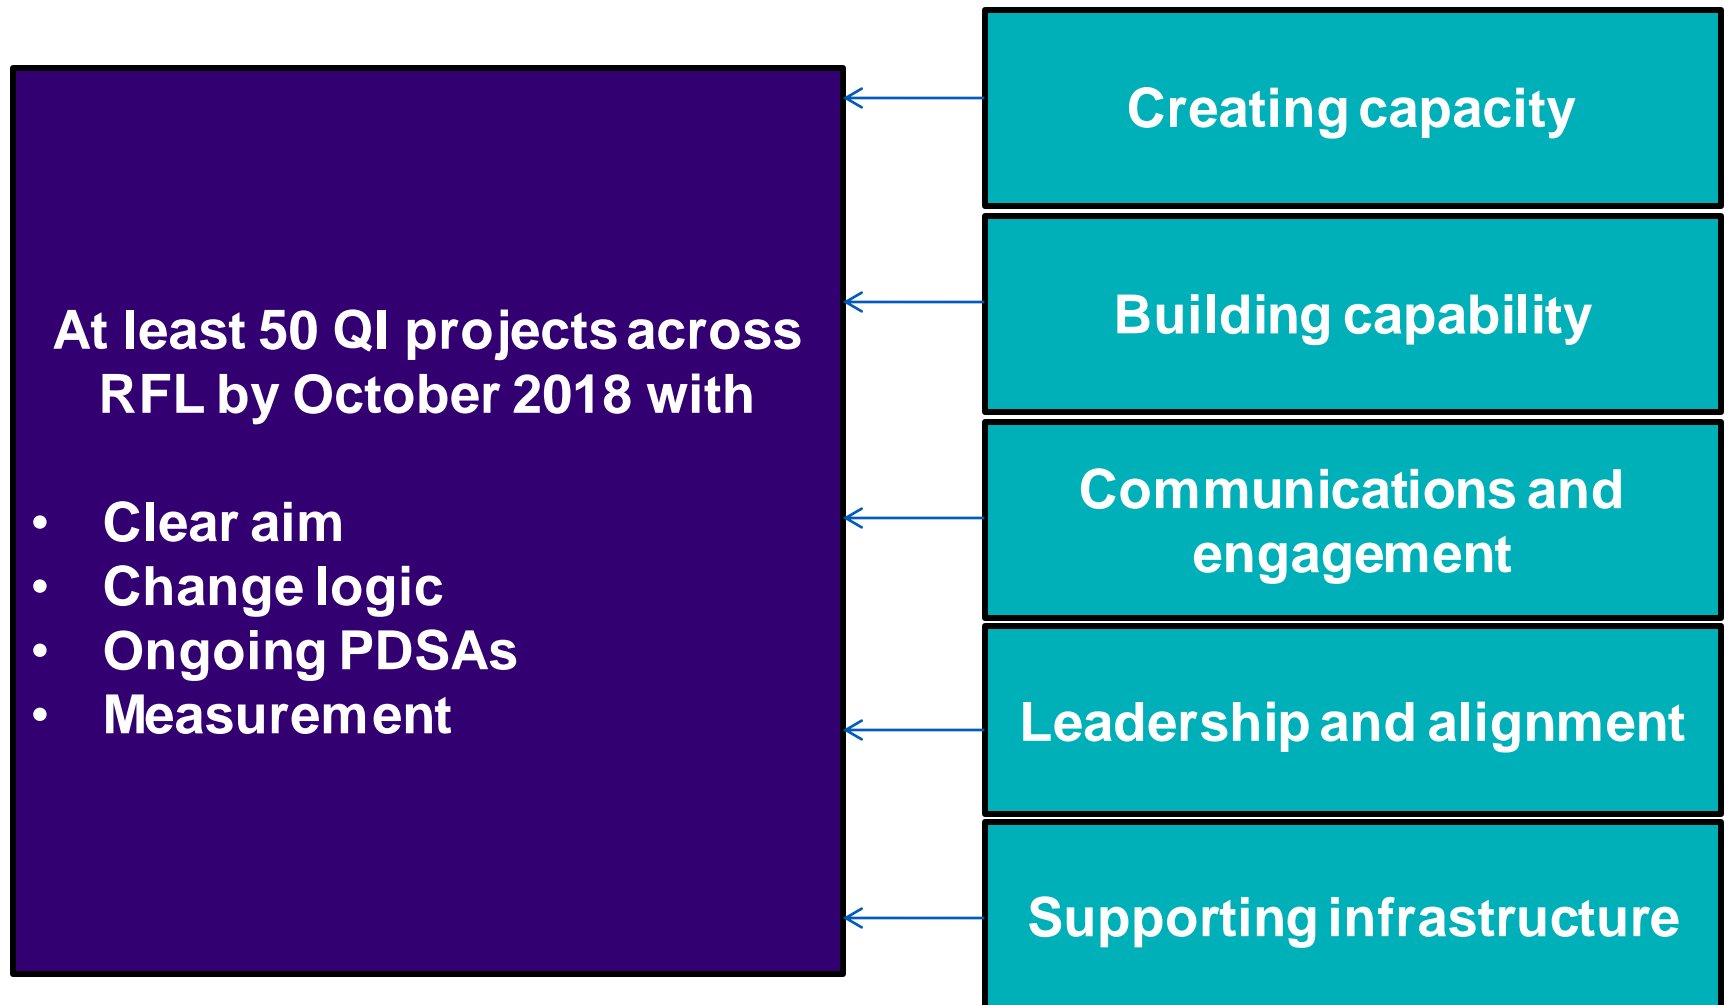 At least 50 QI projects across
RFL by October 2018 with
• Clear aim
• Change logic
• Ongoing PDSAs
• Measurement
Creating capacity
Building capability
Communications and
engagement
Leadership and alignment
Supporting infrastructure